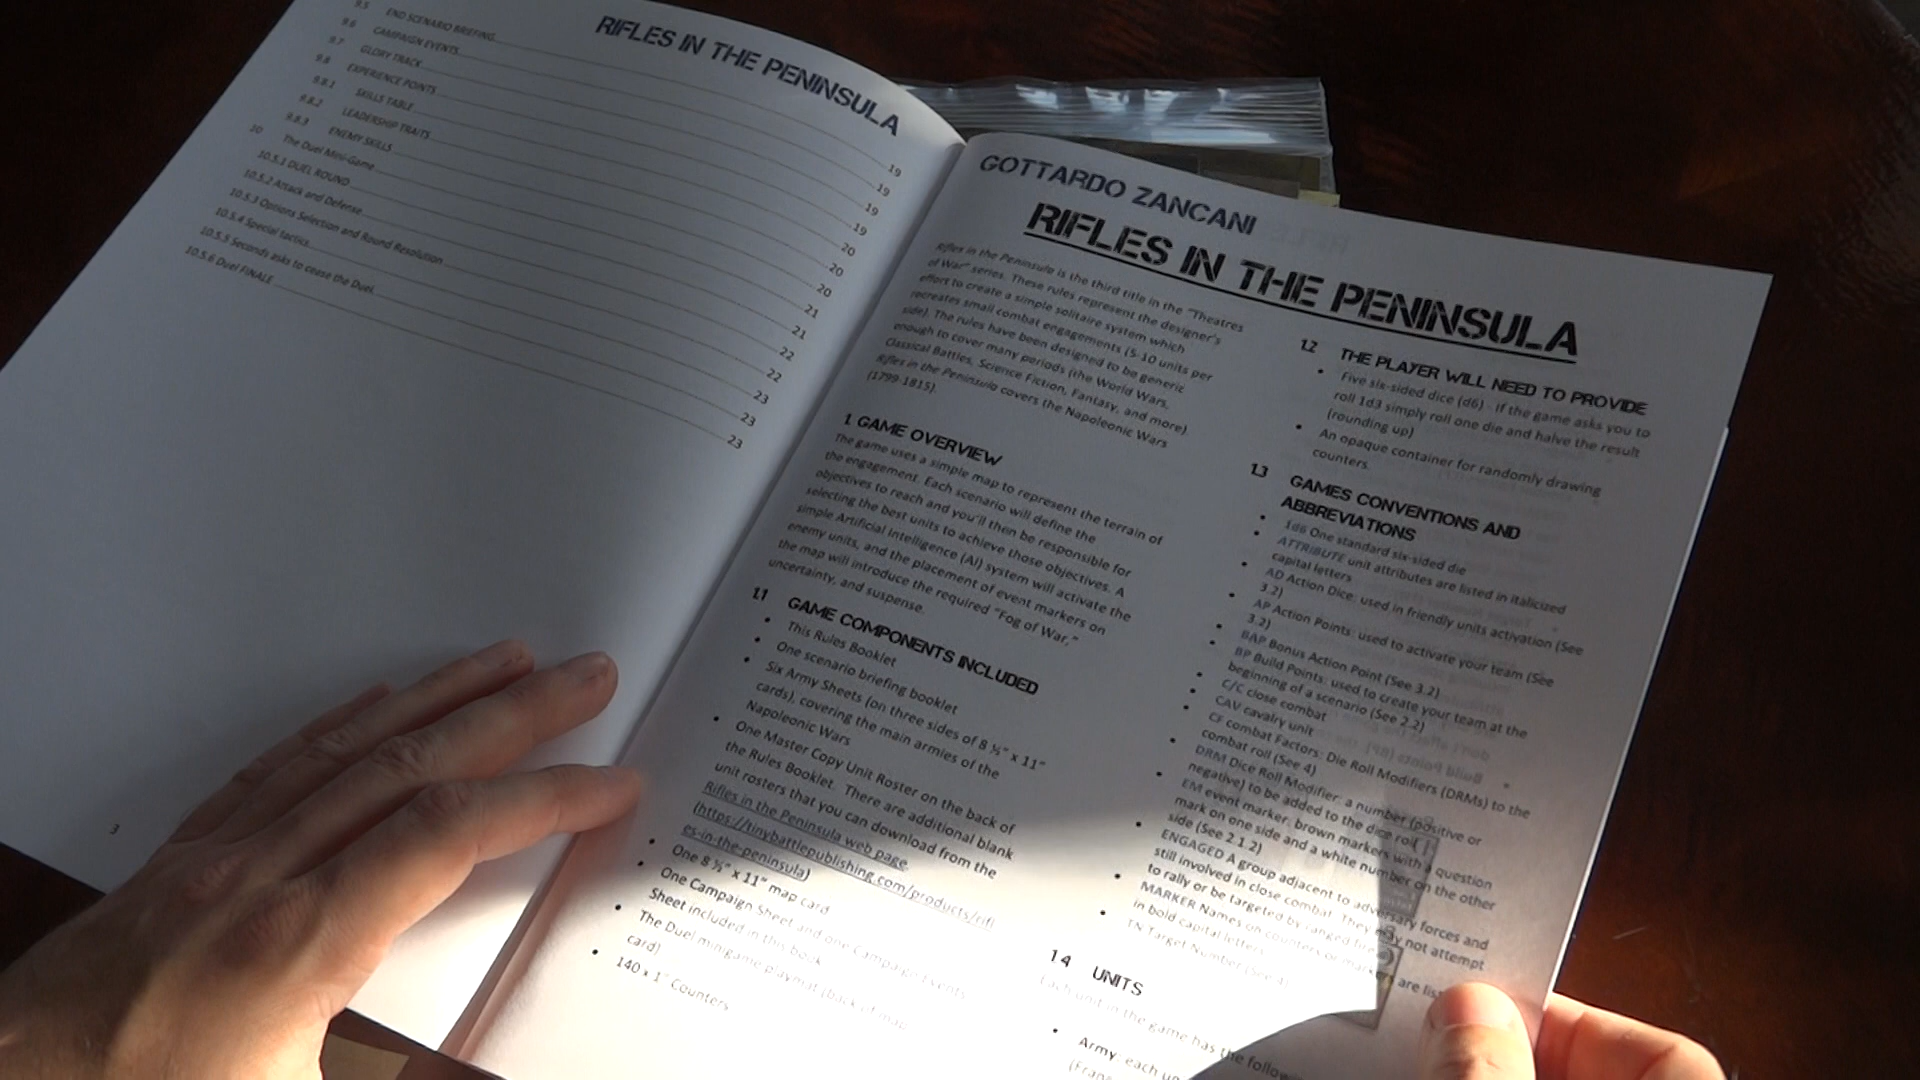 RIFLES IN THE PENINSULA
9.5 END SCENARIO BRIEFING
9.6 CAMPAIGN EVENTS 19
9.7 GLORY TRACK 19
9.8 EXPERIENCE POINTS 19
9.8.1 SKILLS TABLE 19
9.8.2 LEADERSHIP TRAITS 20
9.8.3 ENEMY SKILLS 20
10 The Duel Mini-Game 20
10.5.1 DUEL ROUND 21
10.5.2 Attack and Defense 21
10.5.3 Options Selection and Round Resolution 22
10.5.4 Special tactics 22
10.5.5 Seconds asks to cease the Duel 23
10.5.6 Duel FINALE 23
23
3
GOTTARDO ZANCANI
RIFLES IN THE PENINSULA
Rifles in the Peninsula is the third title in the "Theatres
of War" series. These rules represent the designer's
effort to create a simple solitaire system which
recreates small combat engagements (5-10 units per
side). The rules have been designed to be generic
enough to cover many periods (the World Wars,
Classical Battles, Science Fiction, Fantasy, and more)
Rifles in the Peninsula covers the Napoleonic Wars
(1799-1815).
1 GAME OVERVIEW
The game uses a simple map to represent the terrain of
the engagement. Each scenario will define the
objectives to reach and you'll then be responsible for
selecting the best units to achieve those objectives. A
simple Artificial Intelligence (AI) system will activate the
enemy units, and the placement of event markers on
the map will introduce the required "Fog of War,"
uncertainty, and suspense.
1.1 GAME COMPONENTS INCLUDED
• This Rules Booklet
• One scenario briefing booklet
• Six Army Sheets (on three sides of 8 ½" x 11"
cards), covering the main armies of the
Napoleonic Wars
• One Master Copy Unit Roster on the back of
the Rules Booklet. There are additional blank
unit rosters that you can download from the
Rifles in the Peninsula web page
(https://tinybattlepublishing.com/products/rifl
es-in-the-peninsula)
• One 8 ½" x 11" map card
• One Campaign Sheet and one Campaign Events
Sheet included in this book
• The Duel minigame playmat (back of map
card)
• 140 x 1" Counters
1.2 THE PLAYER WILL NEED TO PROVIDE
• Five six-sided dice (d6) . If the game asks you to
roll 1d3 simply roll one die and halve the result
(rounding up)
• An opaque container for randomly drawing
counters.
1.3 GAMES CONVENTIONS AND
ABBREVIATIONS
• 1d6 One standard six-sided die
• ATTRIBUTE unit attributes are listed in italicized
capital letters
• AD Action Dice: used in friendly units activation (See
3.2)
• AP Action Points: used to activate your team (See
3.2)
• BAP Bonus Action Point (See 3.2)
• BP Build Points: used to create your team at the
beginning of a scenario (See 2.2)
• C/C close combat
• CAV cavalry unit
• CF combat Factors: Die Roll Modifiers (DRMs) to the
combat roll (See 4)
• DRM Dice Roll Modifier: a number (positive or
negative) to be added to the dice roll
• EM event marker, brown markers with a question
mark on one side and a white number on the other
side (See 2.1.2)
• ENGAGED A group adjacent to adversary forces and
still involved in close combat. They may not attempt
to rally or be targeted by ranged fire
• MARKER Names on counters or markers are lis
in bold capital letters
• TN Target Number (See 4)
1.4 UNITS
Each unit in the game has the follow
• Army: each un
(Fran